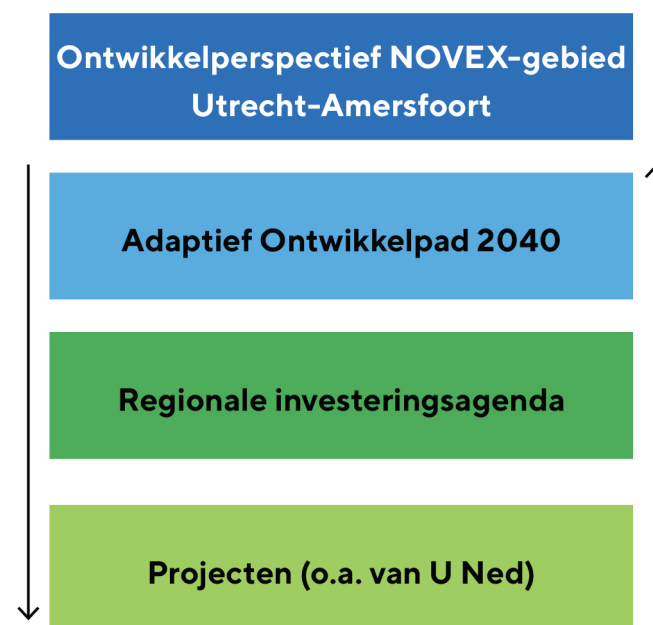 Ontwikkelperspectief NOVEX-gebied
Utrecht-Amersfoort
Adaptief Ontwikkelpad 2040
Regionale investeringsagenda
Projecten (o.a. van U Ned)